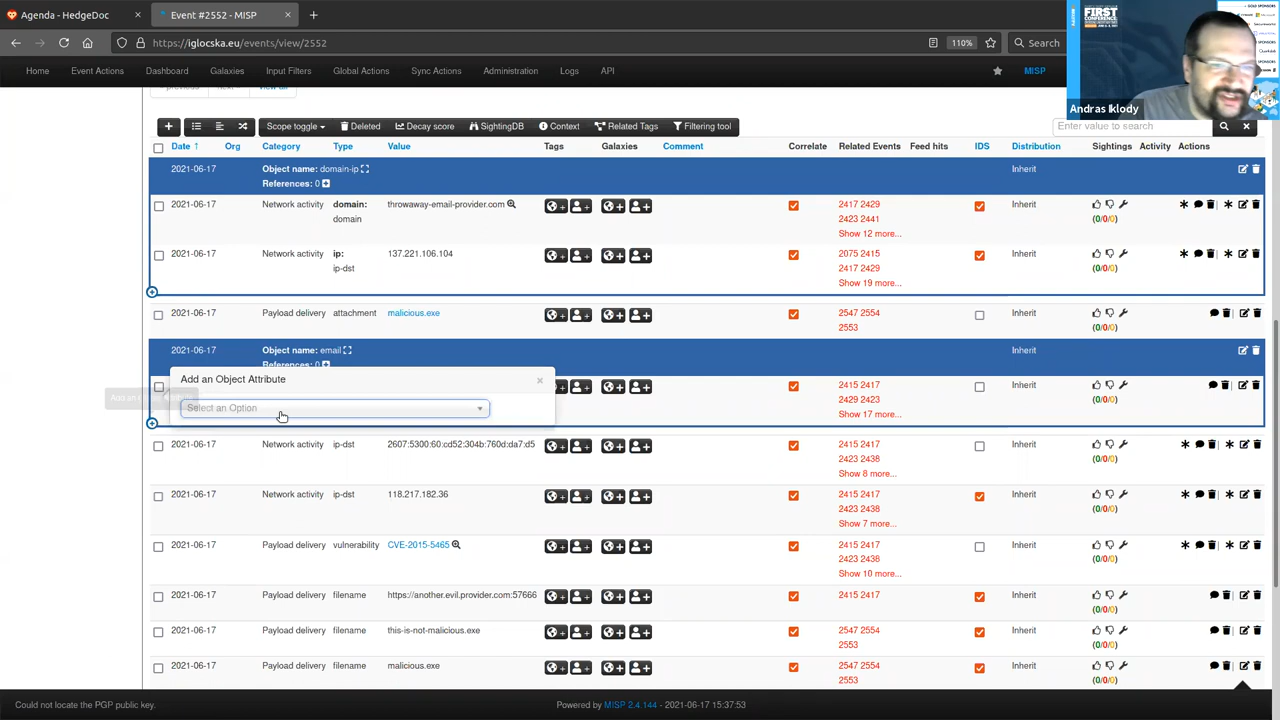 Agenda - HedgeDoc
Event #2552 - MISP
https://iglocska.eu/events/view/2552
110%
Search
FIRST
CONFERENCE
Andras Iklody
Home Event Actions Dashboard Galaxies Input Filters Global Actions Sync Actions Administration Logs API MISP
Scope toggle Deleted Decay score SightingDB Context Related Tags Filtering tool
Enter value to search
Date Org Category Type Value Tags Galaxies Comment Correlate Related Events Feed hits IDS Distribution Sightings Activity Actions
2021-06-17 Object name: domain-ip Inherit
References: 0
2021-06-17 Network activity domain: throwaway-email-provider.com 2417 2429 Inherit
domain 2423 2441 (0/0/0)
Show 12 more...
2021-06-17 Network activity ip: 137.221.106.104 2075 2415 Inherit
ip-dst 2417 2429 (0/0/0)
Show 19 more...
2021-06-17 Payload delivery attachment malicious.exe 2547 2554 Inherit
2553 (0/0/0)
2021-06-17 Object name: email Inherit
References: 0
Add an Object Attribute
2415 2417 Inherit
2429 2423 (0/0/0)
Select an Option
Show 17 more...
2021-06-17 Network activity ip-dst 2607:5300:60:cd52:304b:760d:da7:d5 2415 2417 Inherit
2423 2438 (0/0/0)
Show 8 more...
2021-06-17 Network activity ip-dst 118.217.182.36 2415 2417 Inherit
2423 2438 (0/0/0)
Show 7 more...
2021-06-17 Payload delivery vulnerability CVE-2015-5465 2415 2417 Inherit
2423 2438 (0/0/0)
Show 10 more...
2021-06-17 Payload delivery filename https://another.evil.provider.com:57666 2415 2417 Inherit
(0/0/0)
2021-06-17 Payload delivery filename this-is-not-malicious.exe 2547 2554 Inherit
2553 (0/0/0)
2021-06-17 Payload delivery filename malicious.exe 2547 2554 Inherit
2553 (0/0/0)
Could not locate the PGP public key. Powered by MISP 2.4.144 - 2021-06-17 15:37:53